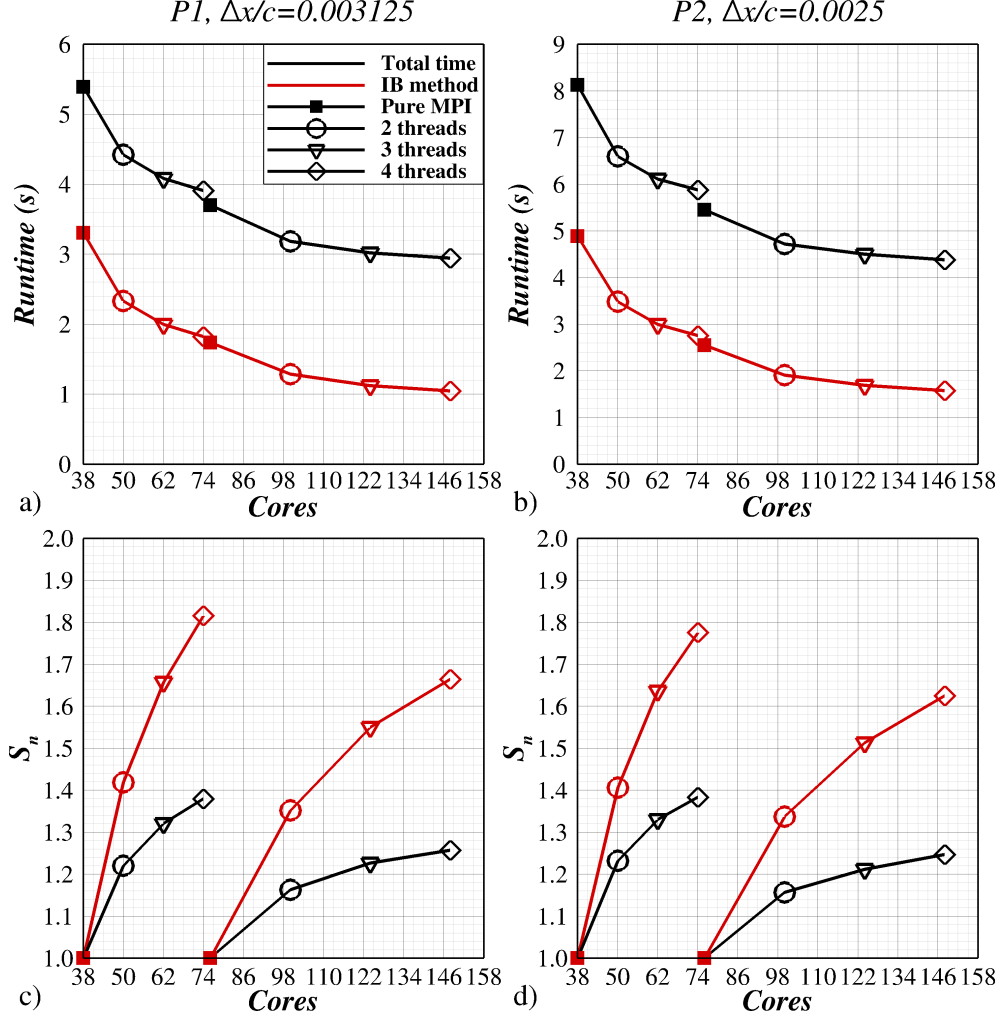 P1, Δx/c=0.003125
P2, Δx/c=0.0025
6
5
4
3
2
1
0
Runtime (s)
Total time
IB method
Pure MPI
2 threads
3 threads
4 threads
38 50 62 74 86 98 110 122 134 146 158
Cores
a)
9
8
7
6
5
4
3
2
1
0
Runtime (s)
38 50 62 74 86 98 110 122 134 146 158
Cores
b)
2.0
1.9
1.8
1.7
1.6
1.5
1.4
1.3
1.2
1.1
1.0
Sn
38 50 62 74 86 98 110 122 134 146 158
Cores
c)
2.0
1.9
1.8
1.7
1.6
1.5
1.4
1.3
1.2
1.1
1.0
Sn
38 50 62 74 86 98 110 122 134 146 158
Cores
d)